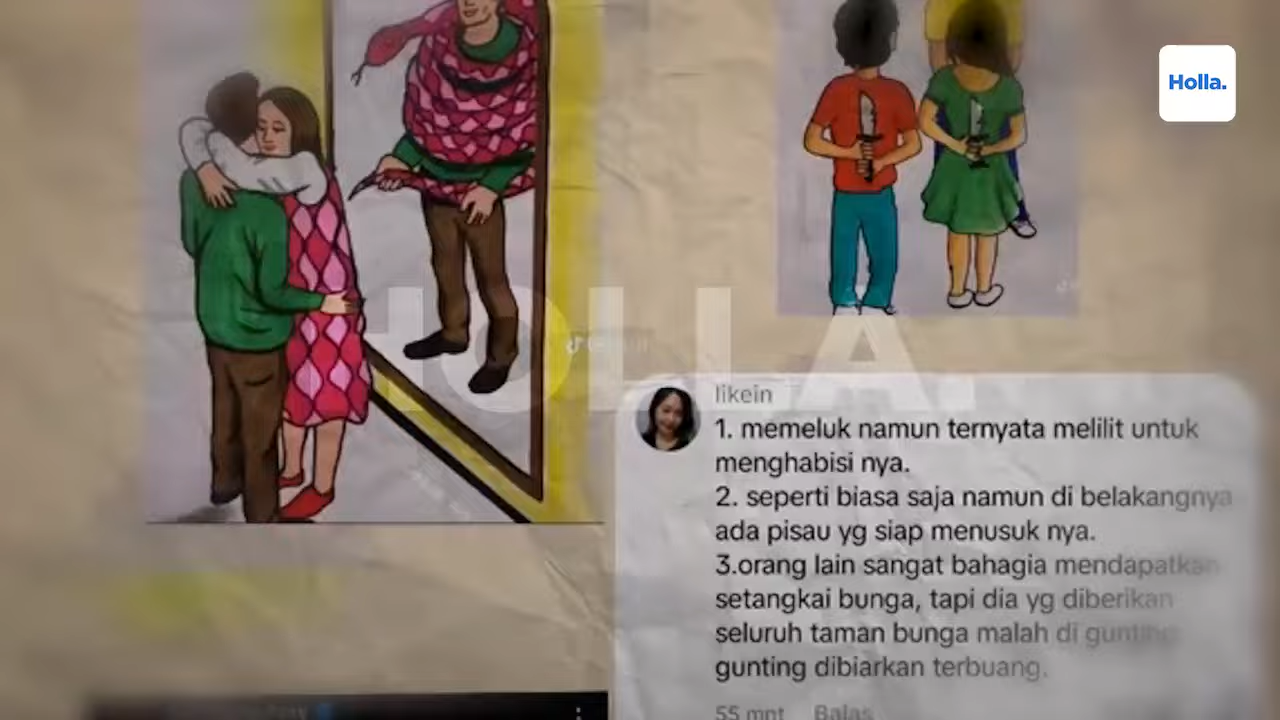 Holla.
HOLLA.
likein
1. memeluk namun ternyata melilit untuk
menghabisi nya.
2. seperti biasa saja namun di belakangnya
ada pisau yg siap menusuk nya.
3.orang lain sangat bahagia mendapatkan
setangkai bunga, tapi dia yg diberikan
seluruh taman bunga malah di gunting
gunting dibiarkan terbuang.
55 mnt Balas